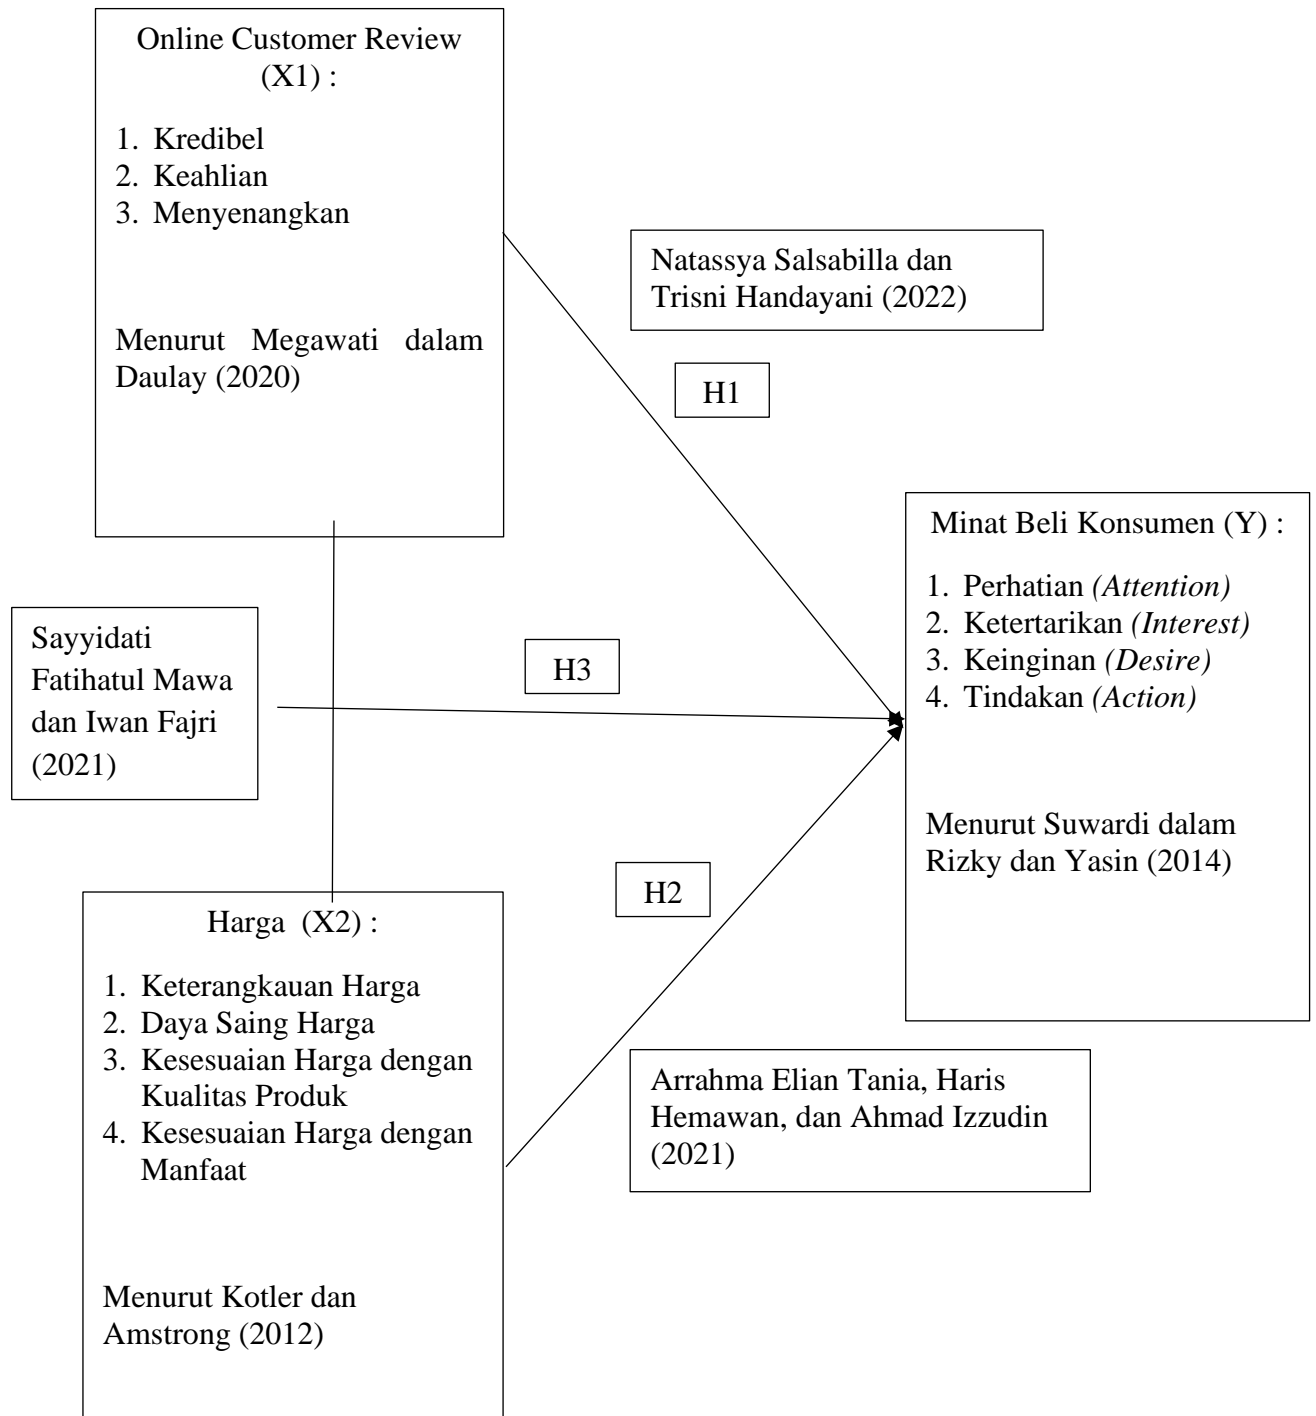 Online Customer Review
(X1) :
1. Kredibel
2. Keahlian
3. Menyenangkan
Menurut Megawati dalam
Daulay (2020)
Natassya Salsabilla dan
Trisni Handayani (2022)
H1
Minat Beli Konsumen (Y) :
1. Perhatian (Attention)
2. Ketertarikan (Interest)
3. Keinginan (Desire)
4. Tindakan (Action)
Menurut Suwardi dalam
Rizky dan Yasin (2014)
Sayyidati
Fatihatul Mawa
dan Iwan Fajri
(2021)
H3
H2
Harga (X2) :
1. Keterangkauan Harga
2. Daya Saing Harga
3. Kesesuaian Harga dengan
Kualitas Produk
4. Kesesuaian Harga dengan
Manfaat
Menurut Kotler dan
Amstrong (2012)
Arrahma Elian Tania, Haris
Hemawan, dan Ahmad Izzudin
(2021)